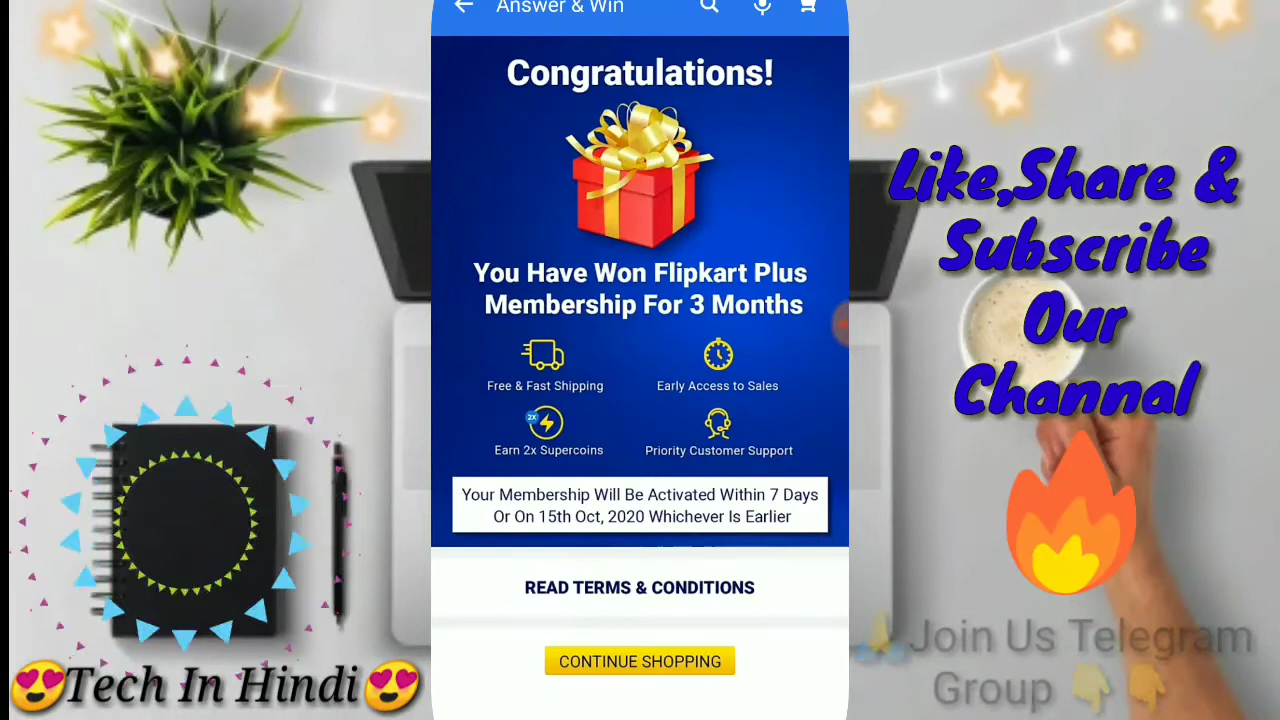 Answer & Win
Congratulations!
You Have Won Flipkart Plus
Membership For 3 Months
Free & Fast Shipping
Early Access to Sales
2X
Earn 2x Supercoins
Priority Customer Support
Your Membership Will Be Activated Within 7 Days
Or On 15th Oct, 2020 Whichever Is Earlier
READ TERMS & CONDITIONS
CONTINUE SHOPPING
Like,Share &
Subscribe
Our
Channal
Join Us Telegram
Group
Tech In Hindi